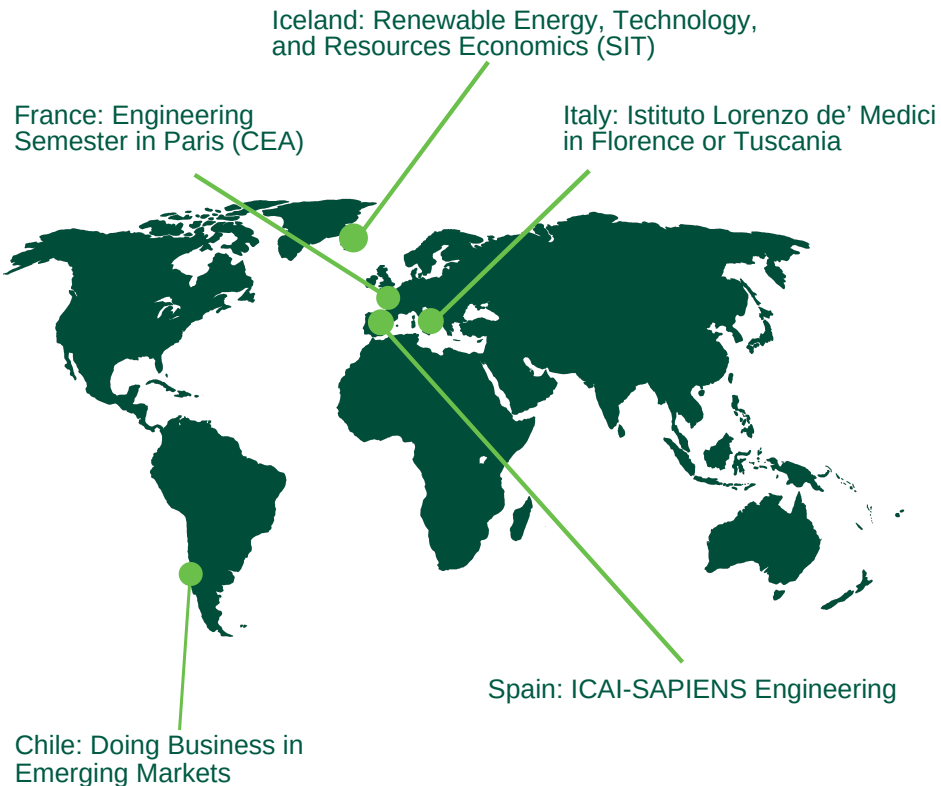 Iceland: Renewable Energy, Technology,
and Resources Economics (SIT)
France: Engineering
Semester in Paris (CEA)
Italy: Istituto Lorenzo de’ Medici
in Florence or Tuscania
Spain: ICAI-SAPIENS Engineering
Chile: Doing Business in
Emerging Markets